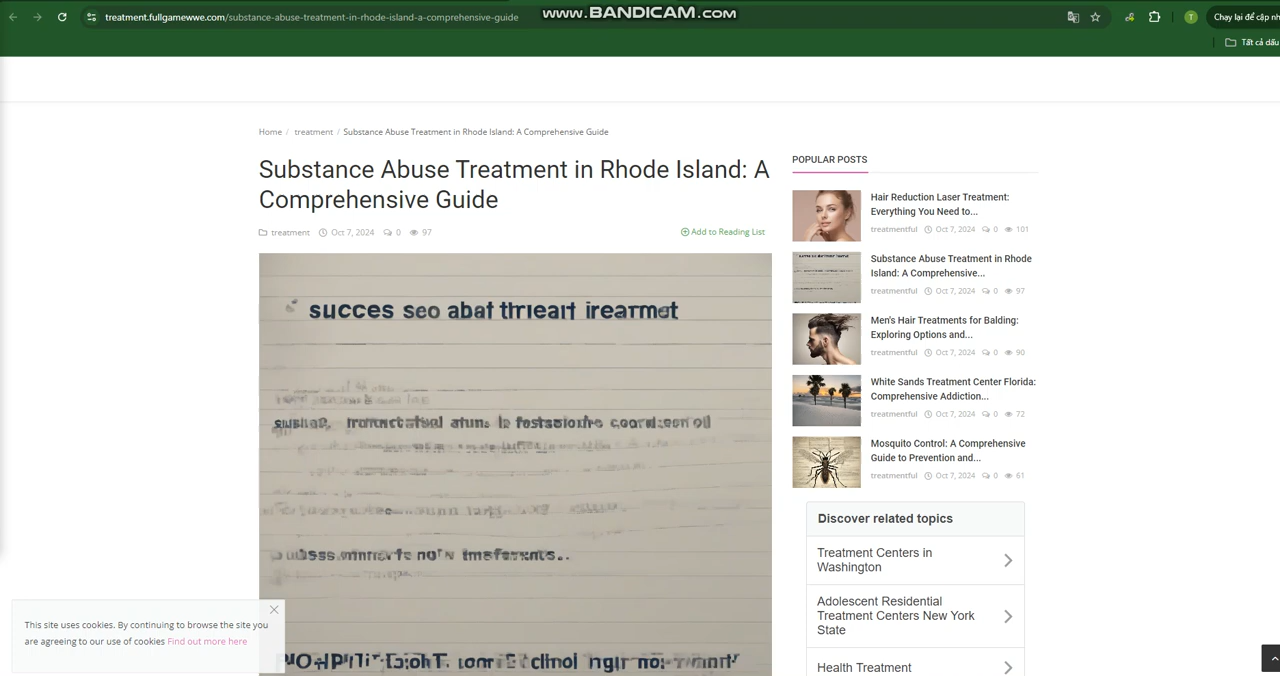 treatment.fullgamewwe.com/substance-abuse-treatment-in-rhode-island-a-comprehensive-guide
www.BANDICAM.com
T
Chạy lại để cập nh
Tất cả dấu
Home / treatment / Substance Abuse Treatment in Rhode Island: A Comprehensive Guide
Substance Abuse Treatment in Rhode Island: A
Comprehensive Guide
treatment Oct 7, 2024 0 97
Add to Reading List
succes seo abat
POPULAR POSTS
Hair Reduction Laser Treatment:
Everything You Need to...
treatmentful Oct 7, 2024 0 101
Substance Abuse Treatment in Rhode
Island: A Comprehensive...
treatmentful Oct 7, 2024 0 97
Men's Hair Treatments for Balding:
Exploring Options and...
treatmentful Oct 7, 2024 0 90
White Sands Treatment Center Florida:
Comprehensive Addiction...
treatmentful Oct 7, 2024 0 72
Mosquito Control: A Comprehensive
Guide to Prevention and...
treatmentful Oct 7, 2024 0 61
Discover related topics
Treatment Centers in
Washington
Adolescent Residential
Treatment Centers New York
State
Health Treatment
This site uses cookies. By continuing to browse the site you
are agreeing to our use of cookies Find out more here